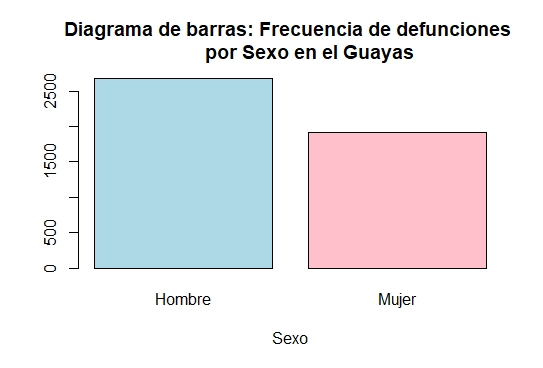 Diagrama de barras: Frecuencia de defunciones
por Sexo en el Guayas
2500
1500
500
0
Hombre
Mujer
Sexo